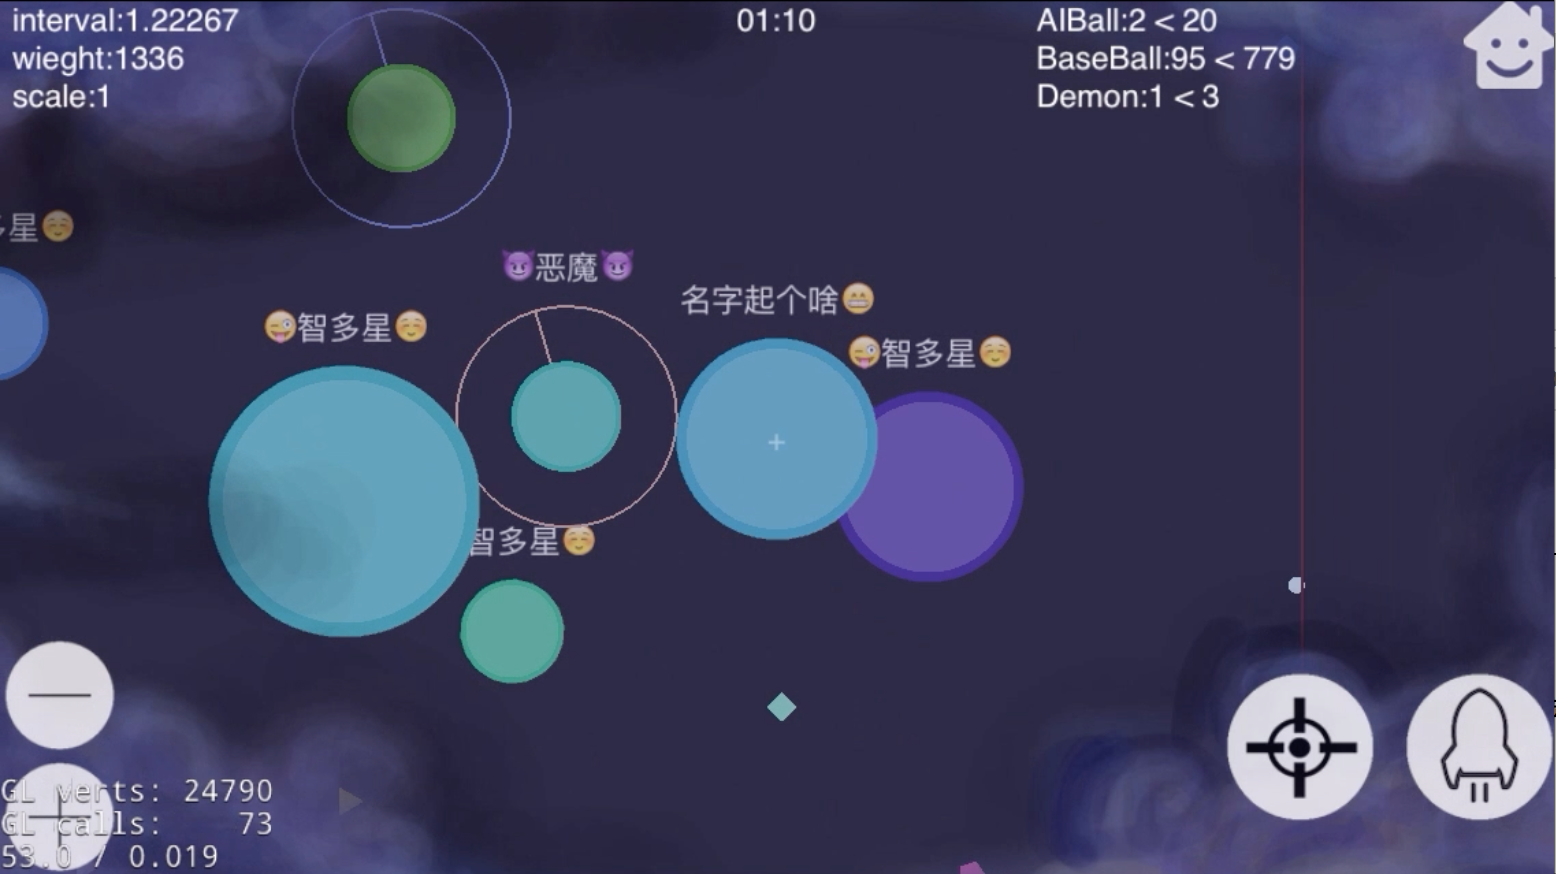 interval:1.22267
wieght:1336
scale:1
01:10
AIBall:2 < 20
BaseBall:95 < 779
Demon:1 < 3
多星☺️
😈恶魔😈
名字起个啥😁
😜智多星☺️
😜智多星☺️
智多星☺️
GL verts: 24790
GL calls: 73
53.0 / 0.019